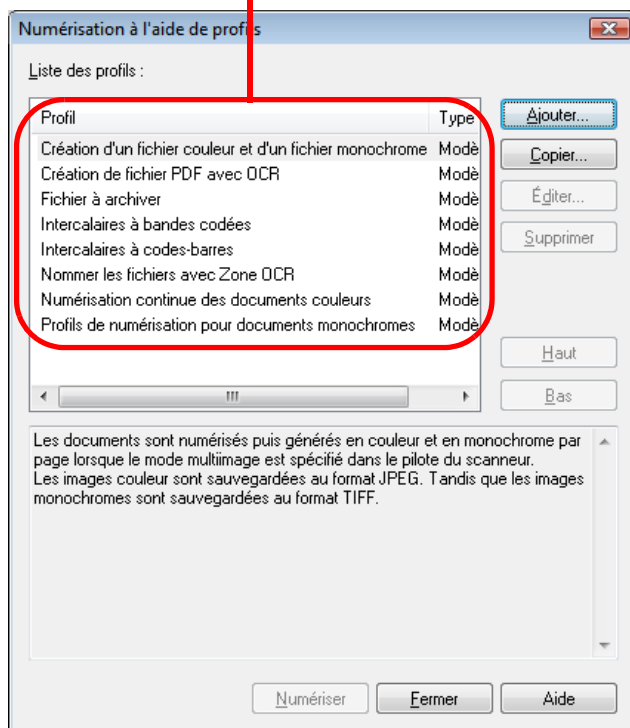 Numérisation à l'aide de profils
Liste des profils :
Profil Type
Création d'un fichier couleur et d'un fichier monochrome Modè
Création de fichier PDF avec OCR Modè
Fichier à archiver Modè
Intercalaires à bandes codées Modè
Intercalaires à codes-barres Modè
Nommer les fichiers avec Zone OCR Modè
Numérisation continue des documents couleurs Modè
Profils de numérisation pour documents monochromes Modè
Ajouter...
Copier...
Éditer...
Supprimer
Haut
Bas
Les documents sont numérisés puis générés en couleur et en monochrome par
page lorsque le mode multiimage est spécifié dans le pilote du scanneur.
Les images couleur sont sauvegardées au format JPEG. Tandis que les images
monochromes sont sauvegardées au format TIFF.
Numériser Fermer Aide